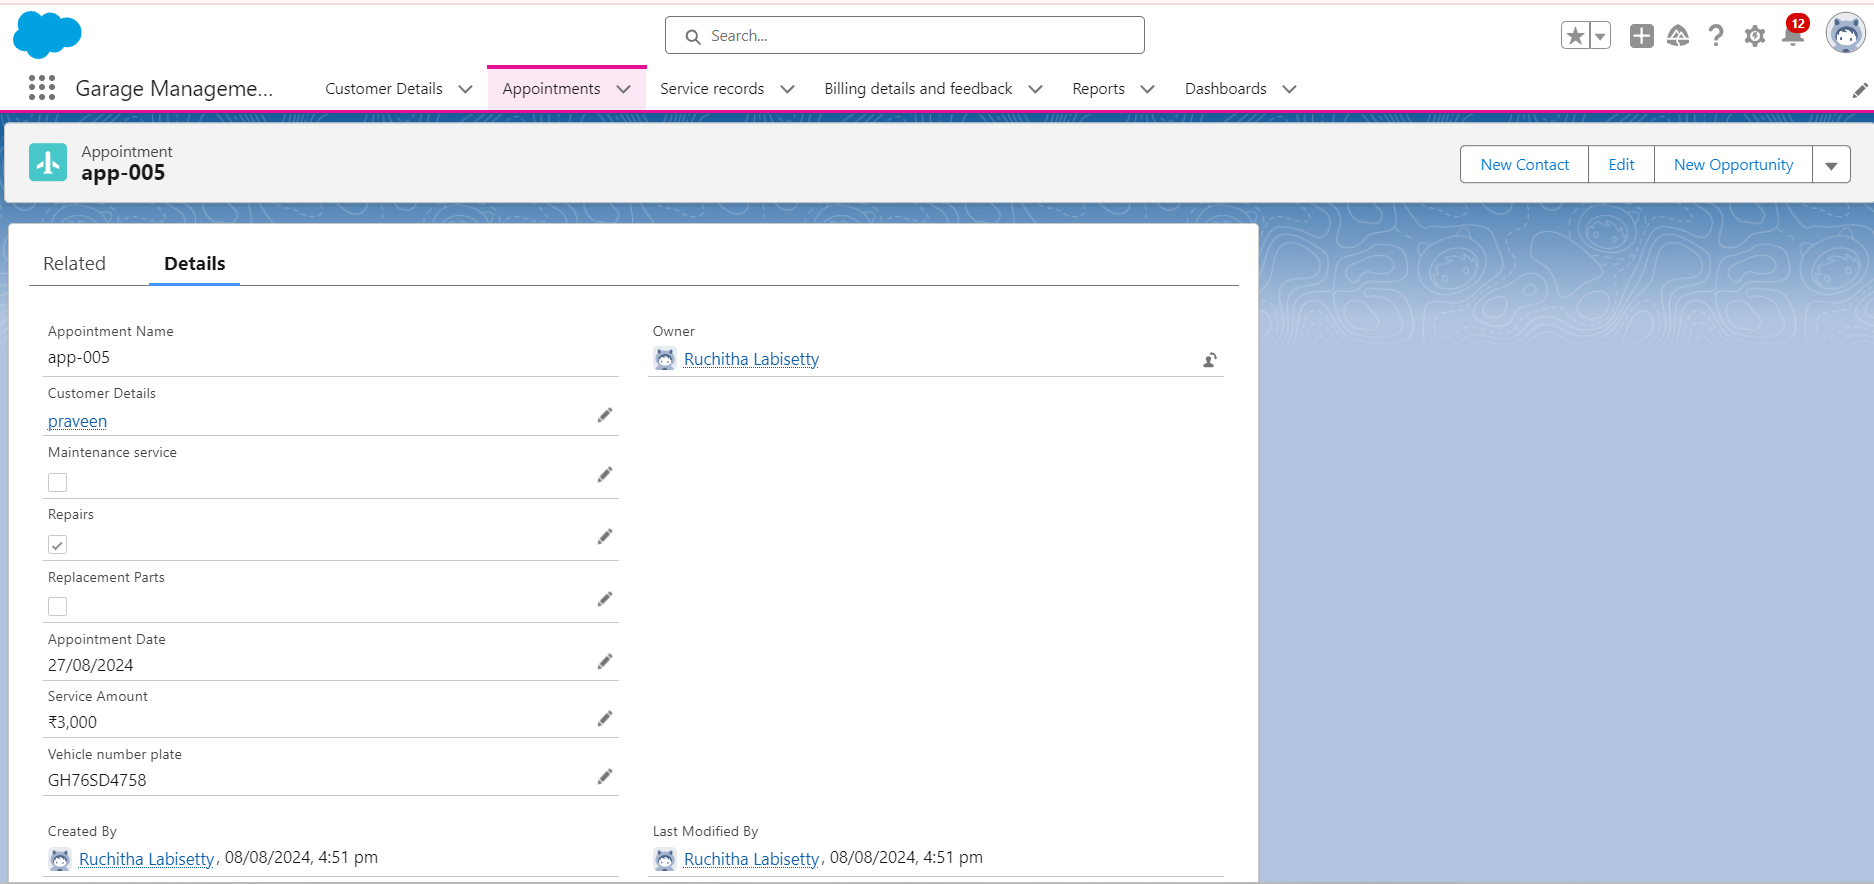 Search...
12
Garage Manageme...
Customer Details
Appointments
Service records
Billing details and feedback
Reports
Dashboards
Appointment
app-005
New Contact
Edit
New Opportunity
Related
Details
Appointment Name
app-005
Owner
Ruchitha Labisetty
Customer Details
praveen
Maintenance service
Repairs
Replacement Parts
Appointment Date
27/08/2024
Service Amount
₹3,000
Vehicle number plate
GH76SD4758
Created By
Ruchitha Labisetty, 08/08/2024, 4:51 pm
Last Modified By
Ruchitha Labisetty, 08/08/2024, 4:51 pm